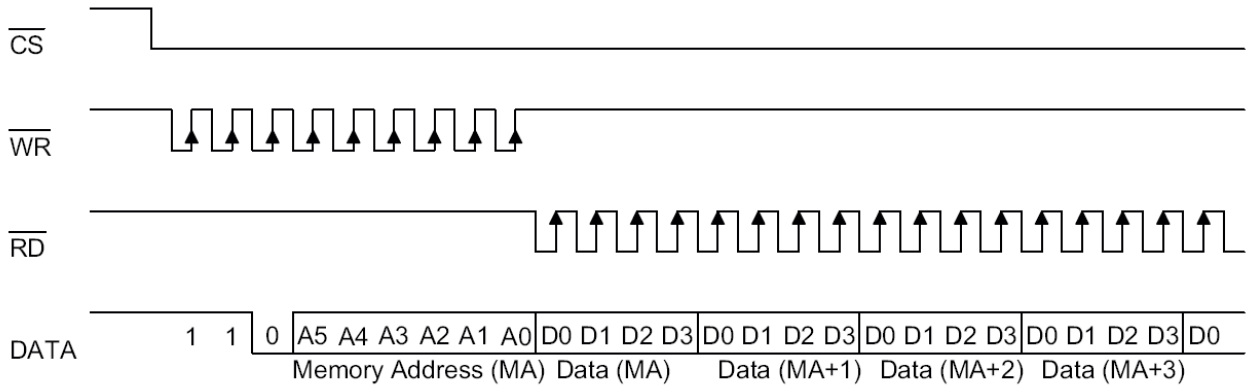 CS
WR
RD
DATA 1 1 0 A5 A4 A3 A2 A1 A0 D0 D1 D2 D3 D0 D1 D2 D3 D0 D1 D2 D3 D0 D1 D2 D3 D0
Memory Address (MA) Data (MA) Data (MA+1) Data (MA+2) Data (MA+3)